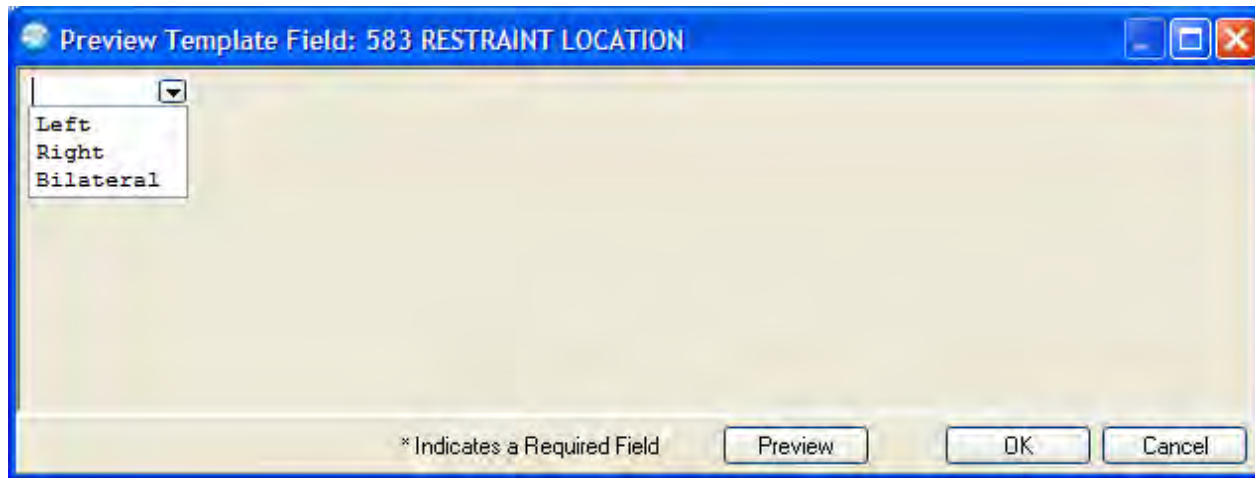 Preview Template Field: 583 RESTRAINT LOCATION
Left
Right
Bilateral
* Indicates a Required Field Preview OK Cancel